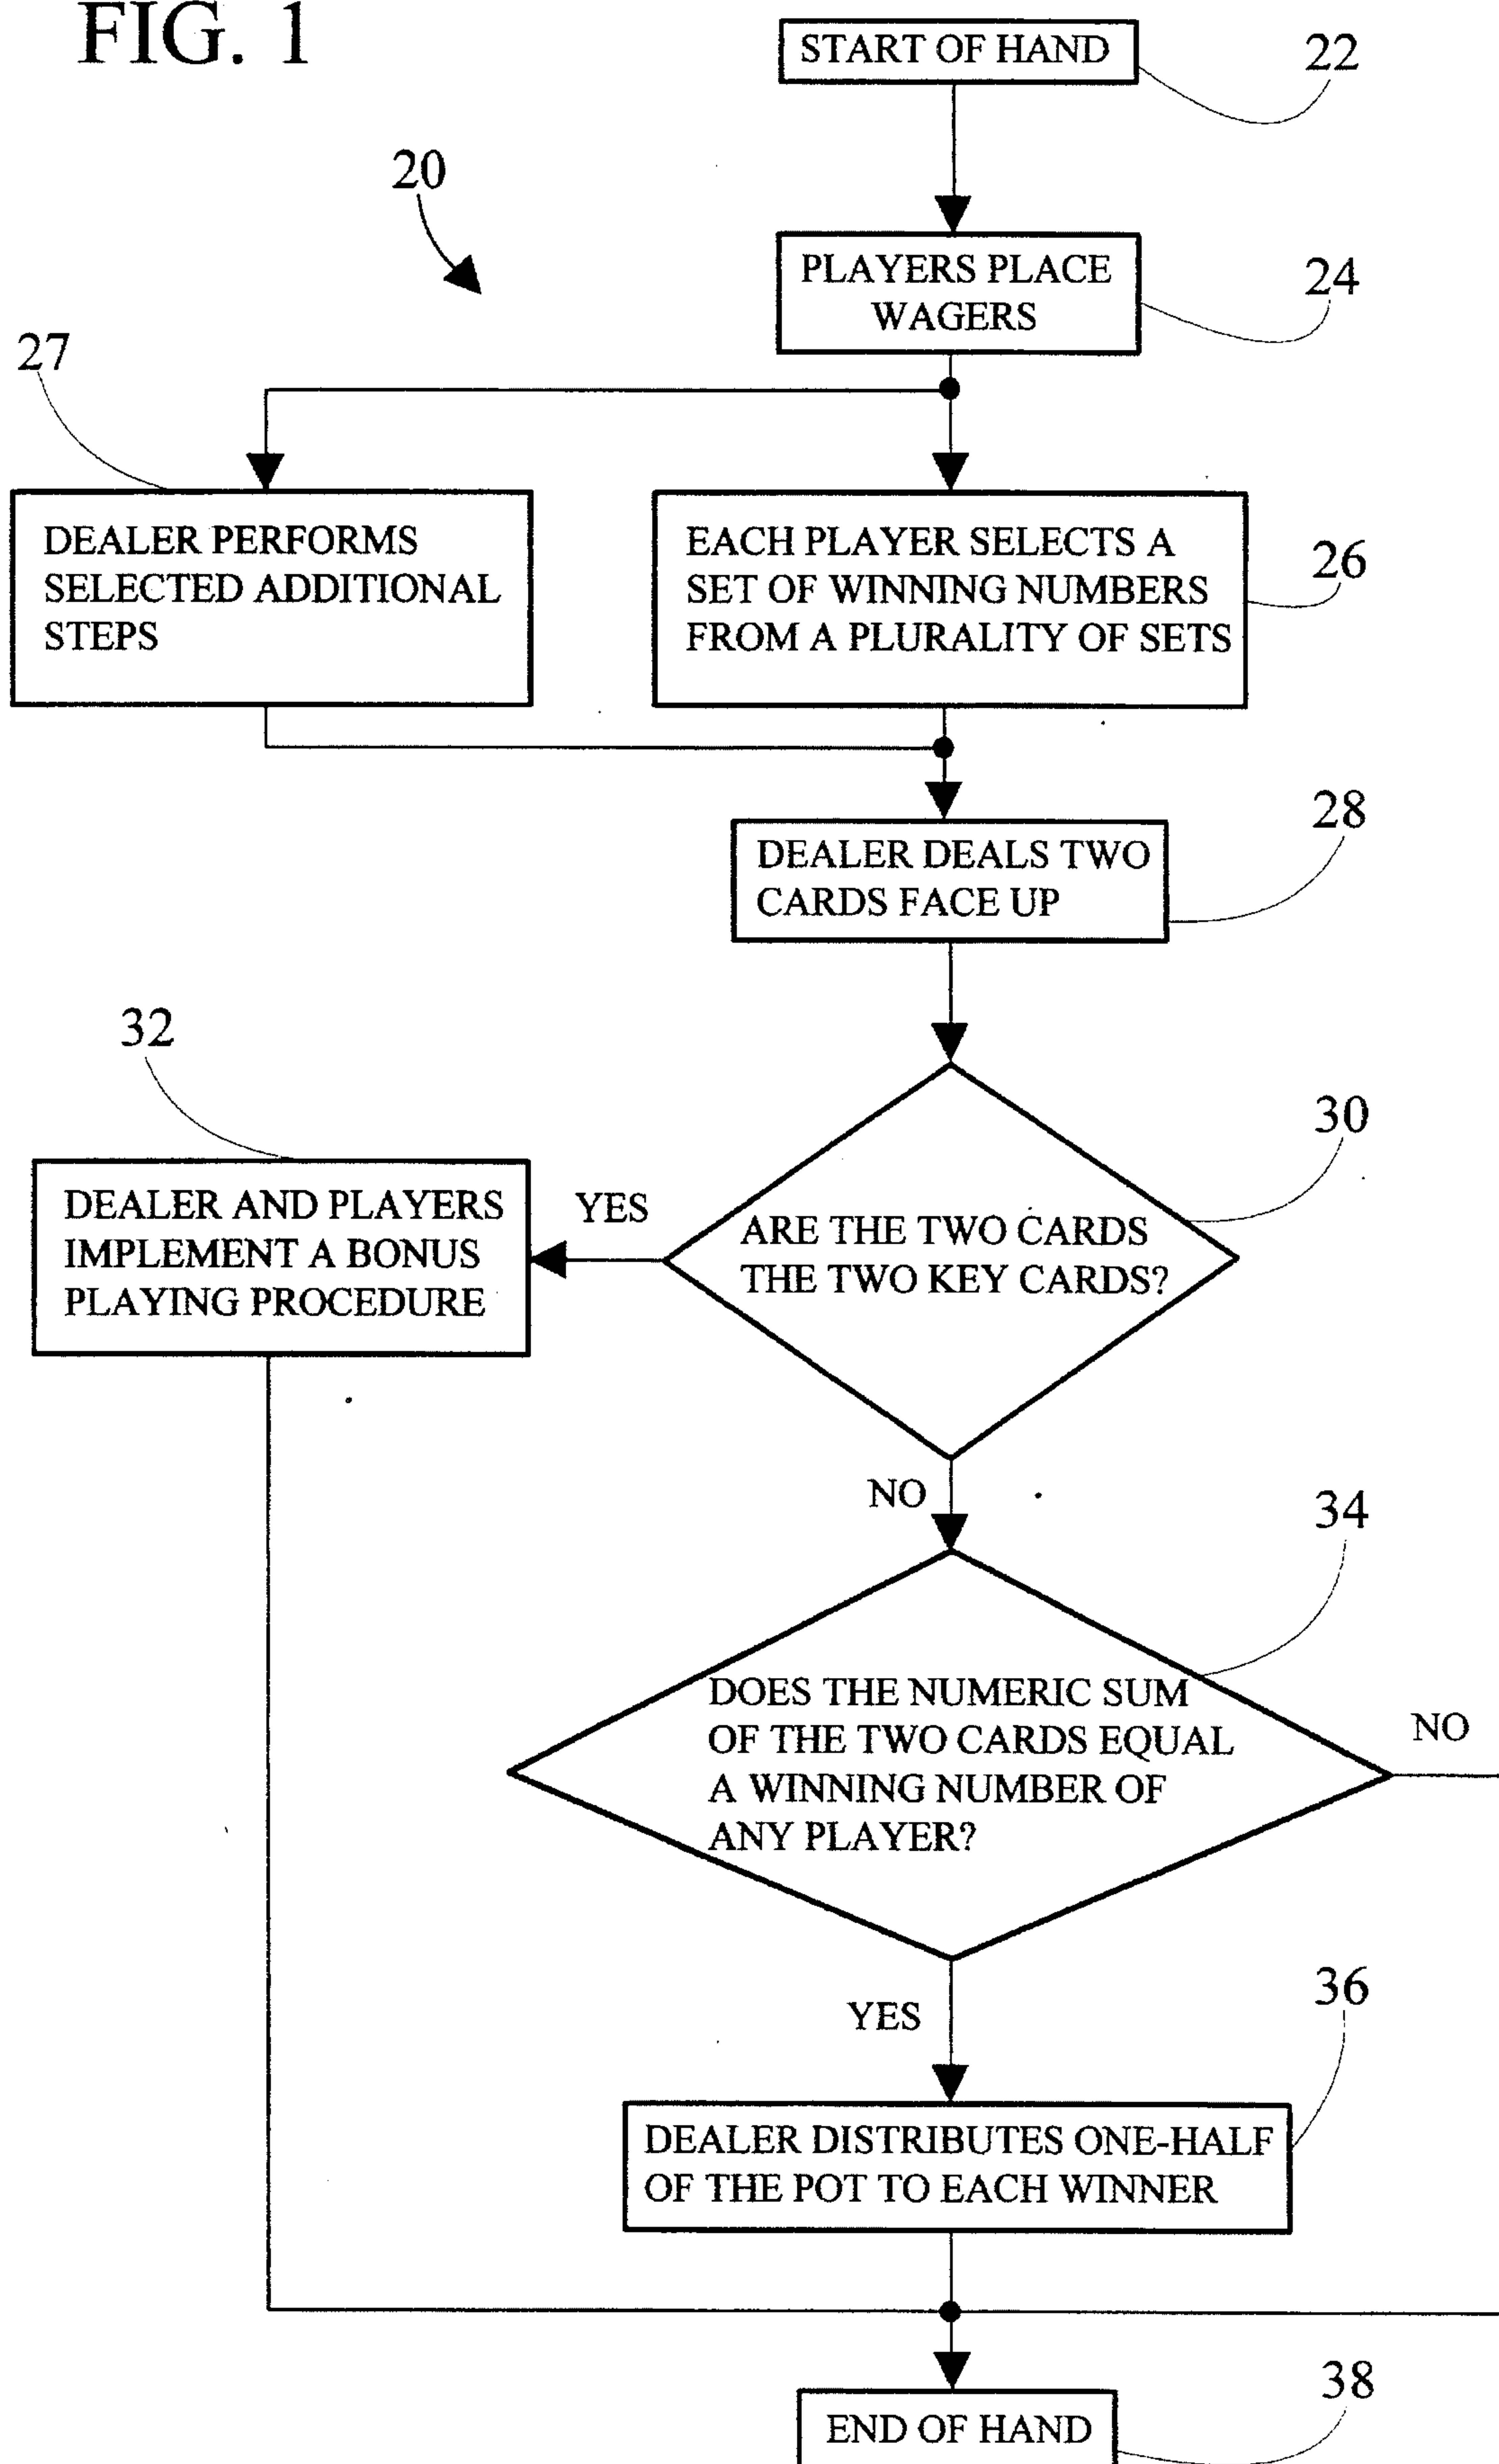 FIG. 1
START OF HAND
22
20
PLAYERS PLACE
WAGERS
24
27
DEALER PERFORMS
SELECTED ADDITIONAL
STEPS
EACH PLAYER SELECTS A
SET OF WINNING NUMBERS
FROM A PLURALITY OF SETS
26
DEALER DEALS TWO
CARDS FACE UP
28
32
DEALER AND PLAYERS
IMPLEMENT A BONUS
PLAYING PROCEDURE
YES
ARE THE TWO CARDS
THE TWO KEY CARDS?
30
NO
34
DOES THE NUMERIC SUM
OF THE TWO CARDS EQUAL
A WINNING NUMBER OF
ANY PLAYER?
NO
YES
36
DEALER DISTRIBUTES ONE-HALF
OF THE POT TO EACH WINNER
END OF HAND
38